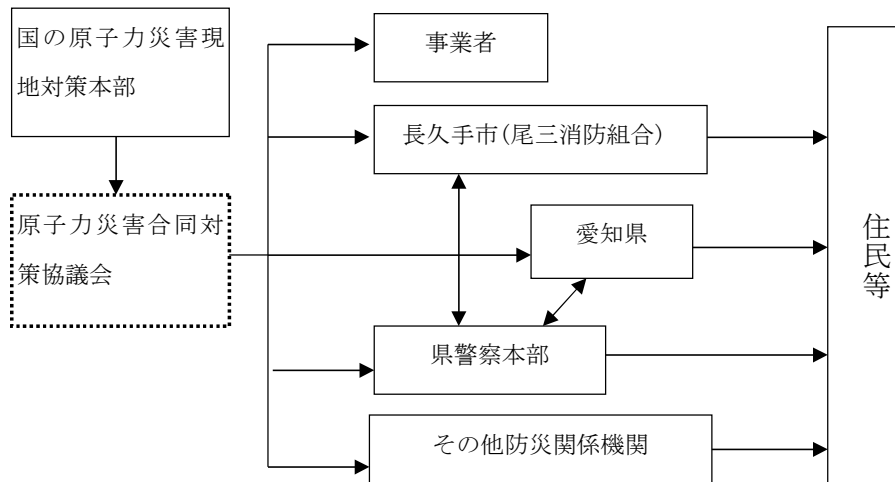 国の原子力災害現
地対策本部
事業者
長久手市(尾三消防組合)
原子力災害合同対
策協議会
愛知県
住民等
県警察本部
その他防災関係機関